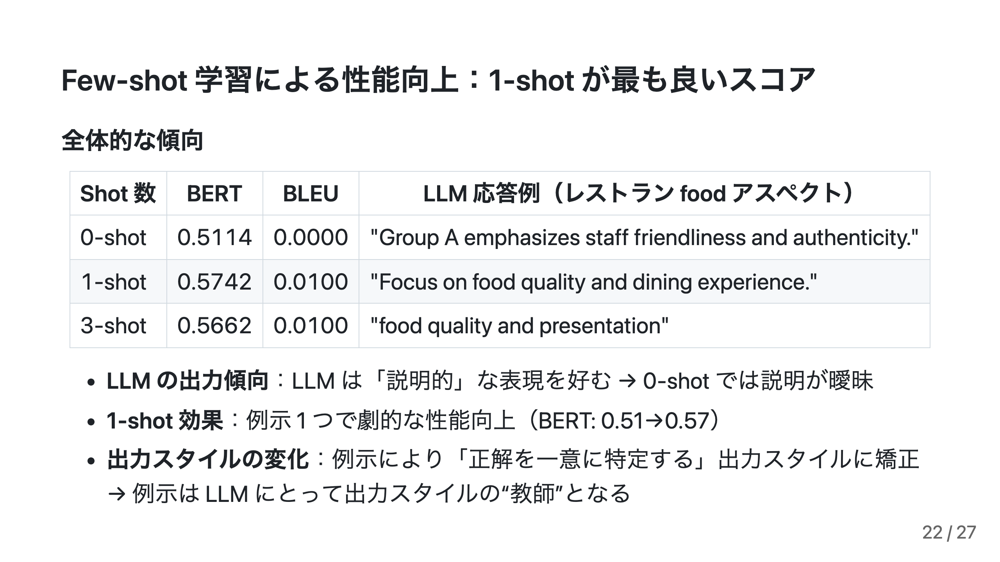 Few-shot 学習による性能向上：1-shot が最も良いスコア
全体的な傾向
Shot 数 BERT BLEU LLM 応答例（レストラン food アスペクト）
0-shot 0.5114 0.0000 "Group A emphasizes staff friendliness and authenticity."
1-shot 0.5742 0.0100 "Focus on food quality and dining experience."
3-shot 0.5662 0.0100 "food quality and presentation"
• LLM の出力傾向：LLM は「説明的」な表現を好む → 0-shot では説明が曖昧
• 1-shot 効果：例示 1 つで劇的な性能向上（BERT: 0.51→0.57）
• 出力スタイルの変化：例示により「正解を一意に特定する」出力スタイルに矯正
→ 例示は LLM にとって出力スタイルの“教師”となる
22 / 27